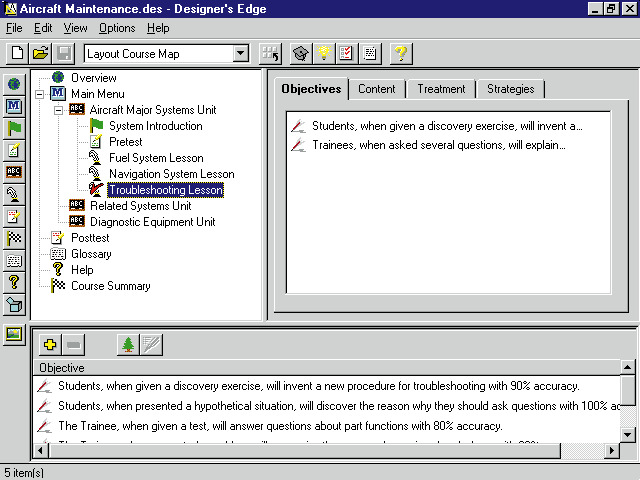 Aircraft Maintenance.des - Designer's Edge
File Edit View Options Help
Layout Course Map
Overview
Main Menu
Aircraft Major Systems Unit
System Introduction
Pretest
Fuel System Lesson
Navigation System Lesson
Troubleshooting Lesson
Related Systems Unit
Diagnostic Equipment Unit
Posttest
Glossary
Help
Course Summary
Objectives Content Treatment Strategies
Students, when given a discovery exercise, will invent a...
Trainees, when asked several questions, will explain...
Objective
Students, when given a discovery exercise, will invent a new procedure for troubleshooting with 90% accuracy.
Students, when presented a hypothetical situation, will discover the reason why they should ask questions with 100% ac
The Trainee, when given a test, will answer questions about part functions with 80% accuracy.
5 item(s)